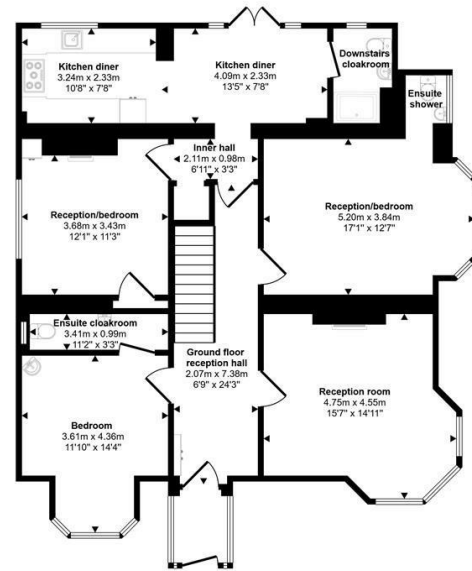 Kitchen diner
3.24m x 2.33m
10'8" x 7'8"
Kitchen diner
4.09m x 2.33m
13'5" x 7'8"
Downstairs
cloakroom
Ensuite
shower
Inner hall
2.11m x 0.98m
6'11" x 3'3"
Reception/bedroom
3.68m x 3.43m
12'1" x 11'3"
Reception/bedroom
5.20m x 3.84m
17'1" x 12'7"
Ensuite cloakroom
3.41m x 0.99m
11'2" x 3'3"
Ground floor
reception hall
2.07m x 7.38m
6'9" x 24'3"
Reception room
4.75m x 4.55m
15'7" x 14'11"
Bedroom
3.61m x 4.36m
11'10" x 14'4"